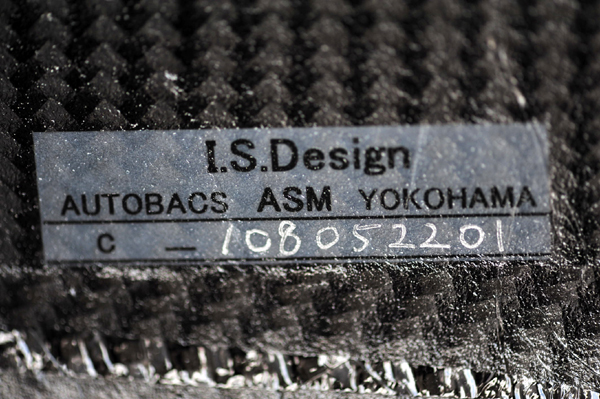 I.S.Design
AUTOBACS ASM YOKOHAMA
C - 108052201